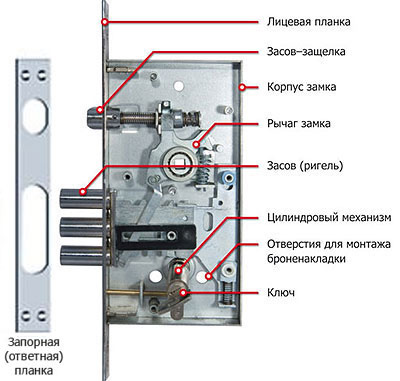 Лицевая планка
Засов–защелка
Корпус замка
Рычаг замка
Засов (ригель)
Цилиндровый механизм
Отверстия для монтажа
броненакладки
Ключ
Запорная
(ответная)
планка